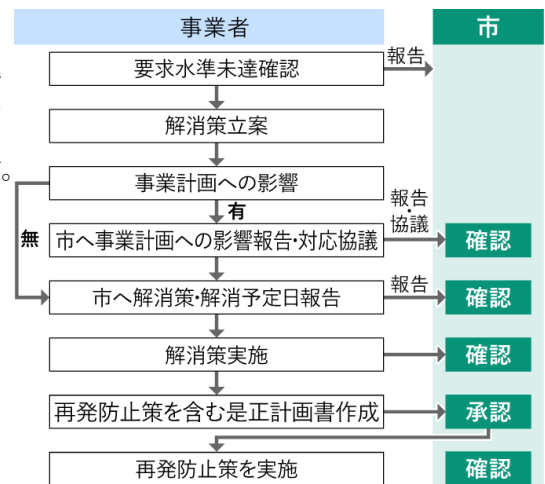 事業者
市
要求水準未達確認
報告
解消策立案
事業計画への影響
有
無
報告・協議
市へ事業計画への影響報告・対応協議
確認
市へ解消策・解消予定日報告
報告
確認
解消策実施
確認
再発防止策を含む是正計画書作成
承認
再発防止策を実施
確認